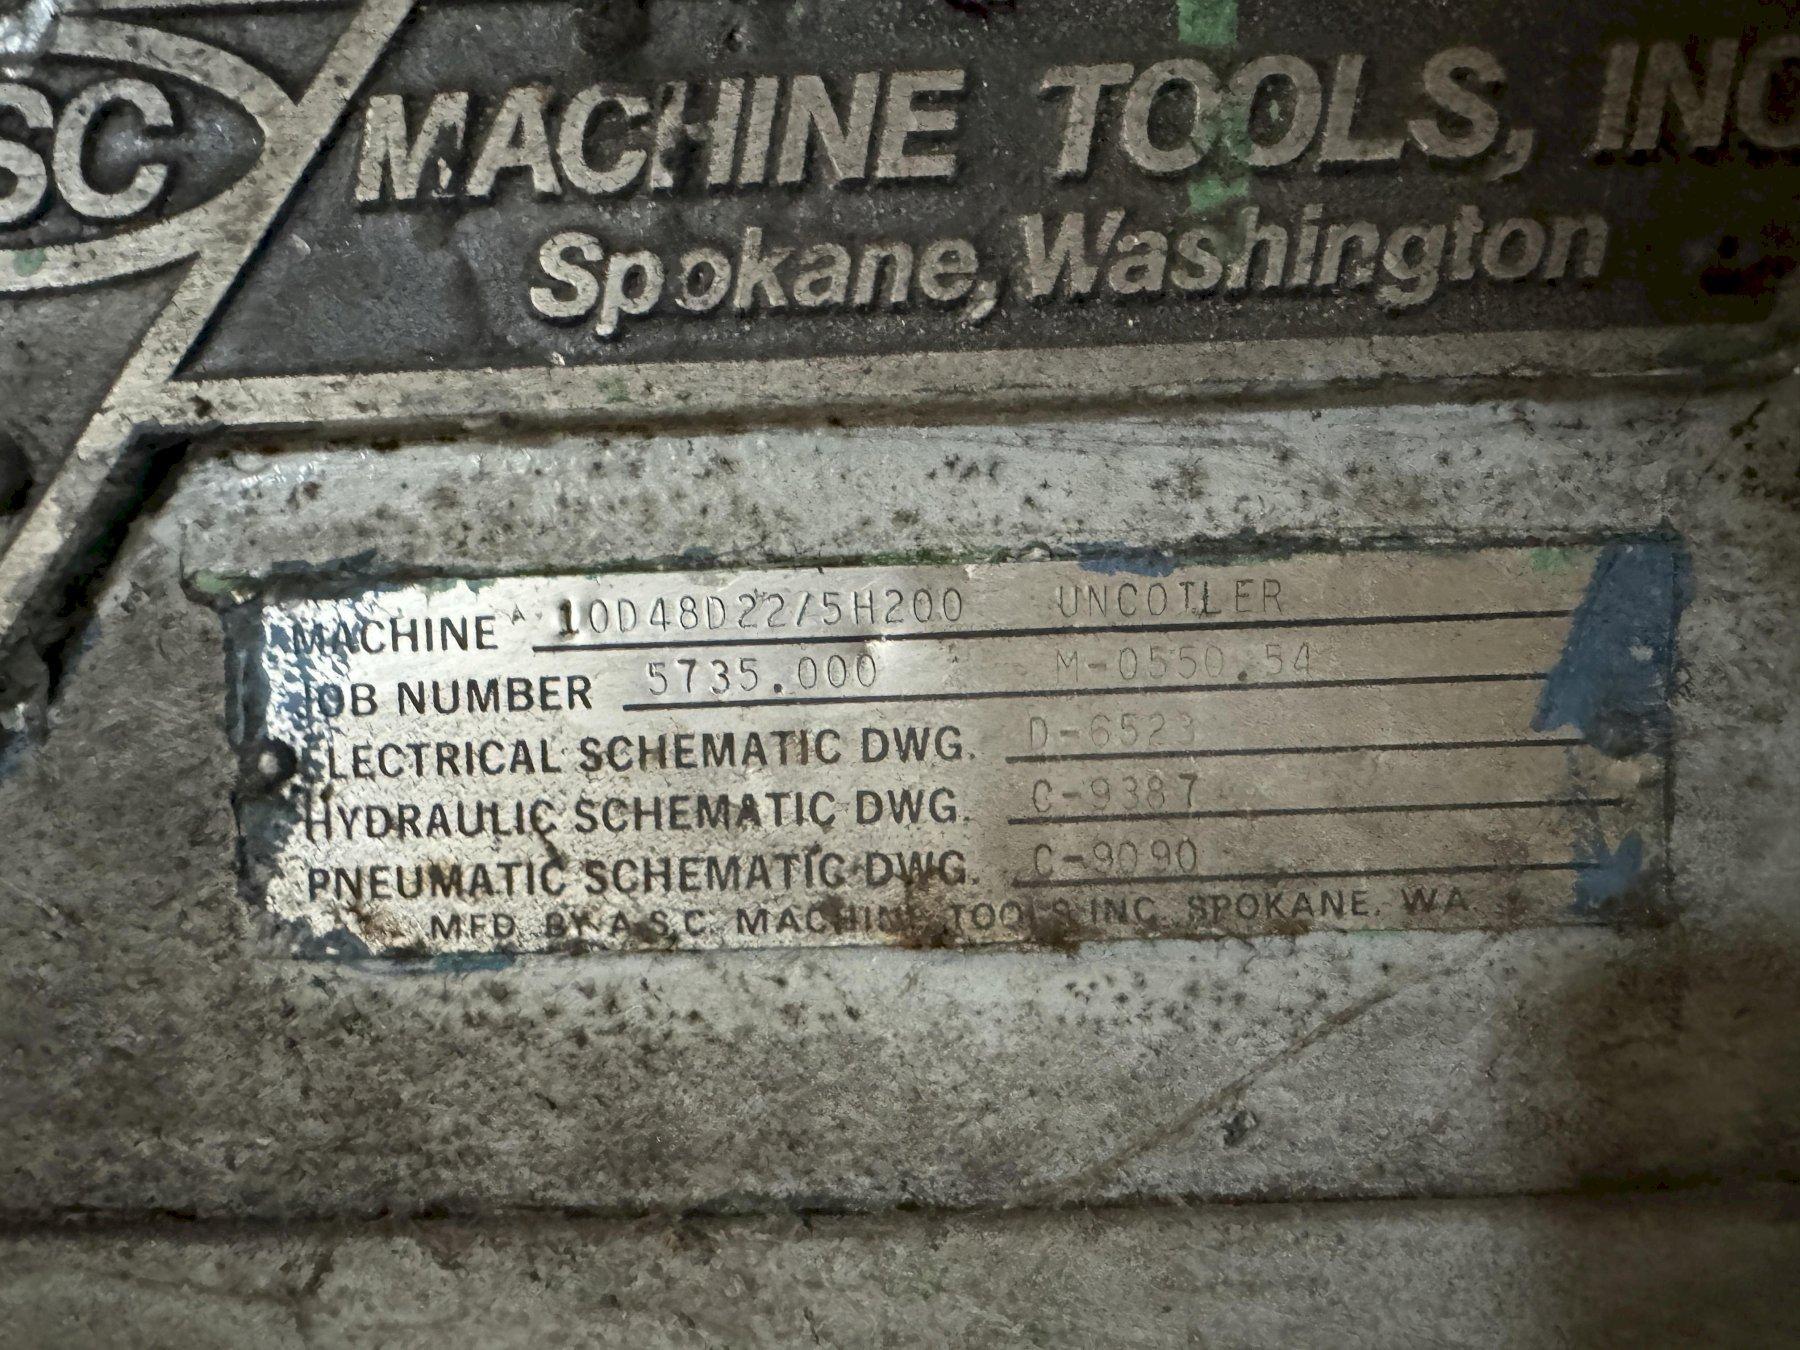 SC MACHINE TOOLS, INC
Spokane, Washington
MACHINE 10D48D22/5H200 UNCOILER
JOB NUMBER 5735.000 M-0550.54
ELECTRICAL SCHEMATIC DWG. D-6523
HYDRAULIC SCHEMATIC DWG. C-9387
PNEUMATIC SCHEMATIC DWG. C-9090
MFD. BY A.S.C. MACHINE TOOLS INC. SPOKANE, WA.